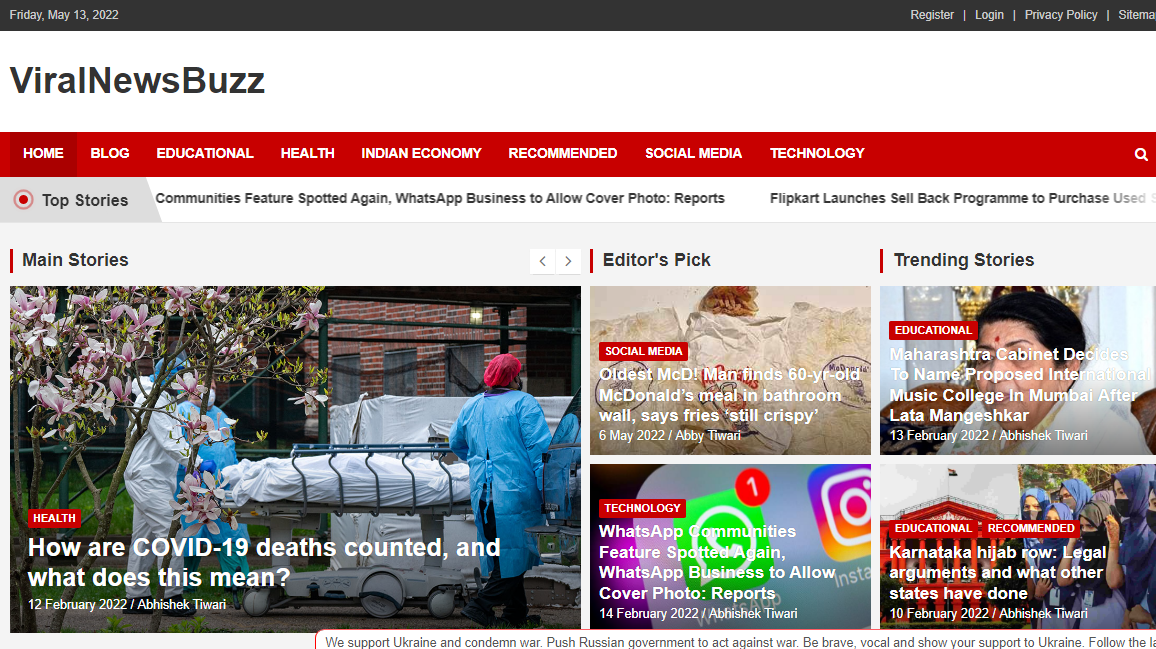 Friday, May 13, 2022
Register | Login | Privacy Policy | Sitema
ViralNewsBuzz
HOME BLOG EDUCATIONAL HEALTH INDIAN ECONOMY RECOMMENDED SOCIAL MEDIA TECHNOLOGY
Top Stories
Communities Feature Spotted Again, WhatsApp Business to Allow Cover Photo: Reports
Flipkart Launches Sell Back Programme to Purchase Used S
Main Stories
HEALTH
How are COVID-19 deaths counted, and
what does this mean?
12 February 2022 / Abhishek Tiwari
Editor's Pick
SOCIAL MEDIA
Oldest McD! Man finds 60-yr-old
McDonald’s meal in bathroom
wall, says fries ‘still crispy’
6 May 2022 / Abby Tiwari
TECHNOLOGY
1
WhatsApp Communities
Feature Spotted Again,
WhatsApp Business to Allow
Cover Photo: Reports
14 February 2022 / Abhishek Tiwari
WhatsApp
Insta
Trending Stories
EDUCATIONAL
Maharashtra Cabinet Decides
To Name Proposed International
Music College In Mumbai After
Lata Mangeshkar
13 February 2022 / Abhishek Tiwari
EDUCATIONAL RECOMMENDED
Karnataka hijab row: Legal
arguments and what other
states have done
10 February 2022 / Abhishek Tiwari
We support Ukraine and condemn war. Push Russian government to act against war. Be brave, vocal and show your support to Ukraine. Follow the la